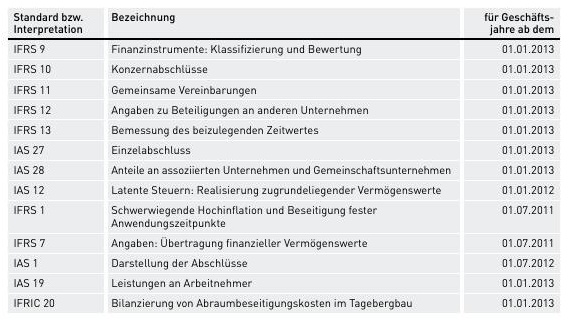 Standard bzw. Bezeichnung für Geschäfts-
Interpretation jahre ab dem
IFRS 9 Finanzinstrumente: Klassifizierung und Bewertung 01.01.2013
IFRS 10 Konzernabschlüsse 01.01.2013
IFRS 11 Gemeinsame Vereinbarungen 01.01.2013
IFRS 12 Angaben zu Beteiligungen an anderen Unternehmen 01.01.2013
IFRS 13 Bemessung des beizulegenden Zeitwertes 01.01.2013
IAS 27 Einzelabschluss 01.01.2013
IAS 28 Anteile an assoziierten Unternehmen und Gemeinschaftsunternehmen 01.01.2013
IAS 12 Latente Steuern: Realisierung zugrundeliegender Vermögenswerte 01.01.2012
IFRS 1 Schwerwiegende Hochinflation und Beseitigung fester 01.07.2011
Anwendungszeitpunkte
IFRS 7 Angaben: Übertragung finanzieller Vermögenswerte 01.07.2011
IAS 1 Darstellung der Abschlüsse 01.07.2012
IAS 19 Leistungen an Arbeitnehmer 01.01.2013
IFRIC 20 Bilanzierung von Abraumbeseitigungskosten im Tagebergbau 01.01.2013